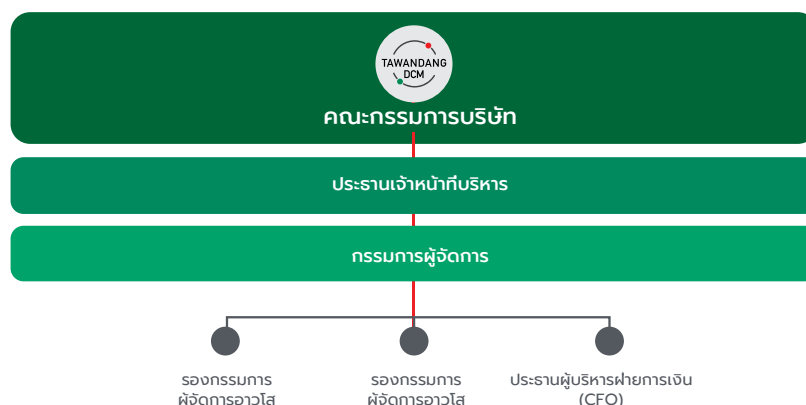 TAWANDANG
DCM
คณะกรรมการบริษัท
ประธานเจ้าหน้าที่บริหาร
กรรมการผู้จัดการ
รองกรรมการ รองกรรมการ ประธานผู้บริหารฝ่ายการเงิน
ผู้จัดการอาวุโส ผู้จัดการอาวุโส (CFO)